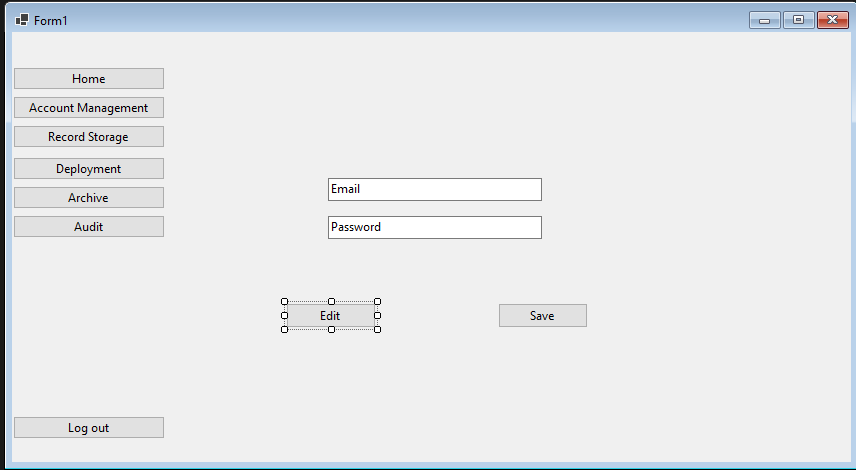 Form1
Home
Account Management
Record Storage
Deployment
Archive
Audit
Email
Password
Edit
Save
Log out